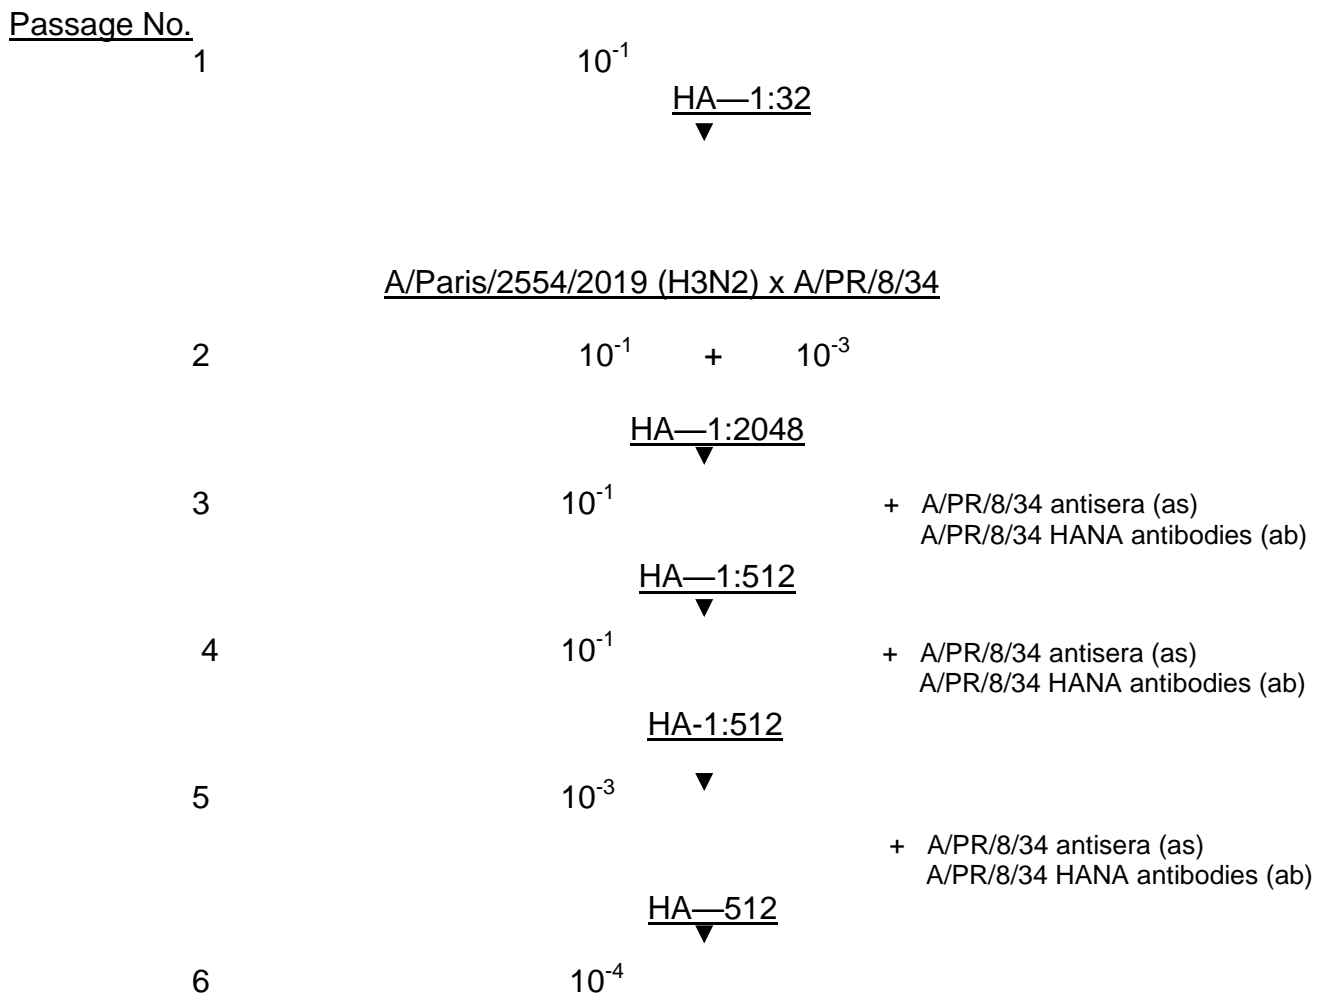 Passage No.
1 10⁻¹
HA—1:32
▼
A/Paris/2554/2019 (H3N2) x A/PR/8/34
2 10⁻¹ + 10⁻³
HA—1:2048
▼
3 10⁻¹ + A/PR/8/34 antisera (as)
A/PR/8/34 HANA antibodies (ab)
HA—1:512
▼
4 10⁻¹ + A/PR/8/34 antisera (as)
A/PR/8/34 HANA antibodies (ab)
HA-1:512
▼
5 10⁻³
+ A/PR/8/34 antisera (as)
A/PR/8/34 HANA antibodies (ab)
HA—512
▼
6 10⁻⁴